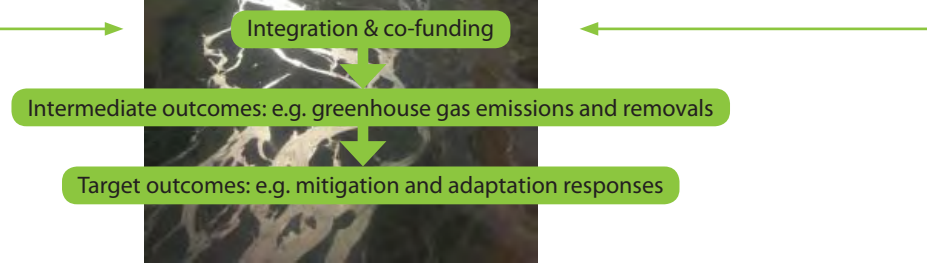 Integration & co-funding
Intermediate outcomes: e.g. greenhouse gas emissions and removals
Target outcomes: e.g. mitigation and adaptation responses